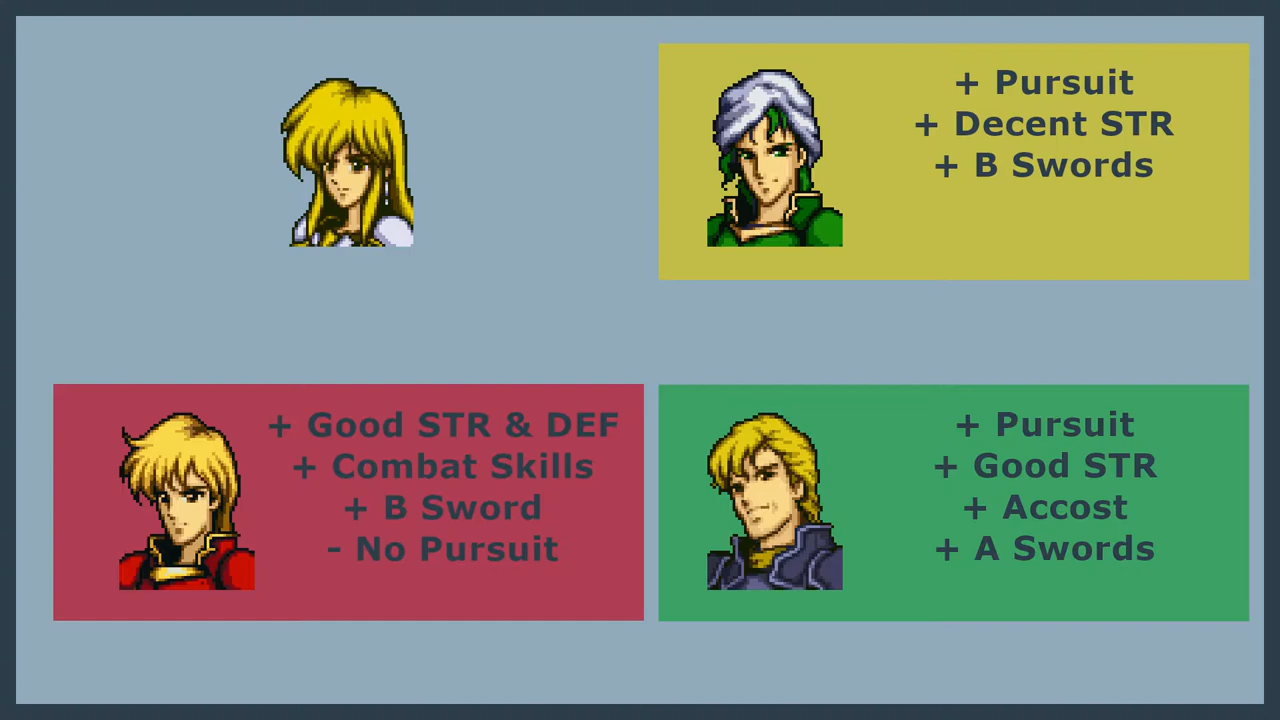 + Pursuit
+ Decent STR
+ B Swords
+ Good STR & DEF
+ Combat Skills
+ B Sword
- No Pursuit
+ Pursuit
+ Good STR
+ Accost
+ A Swords